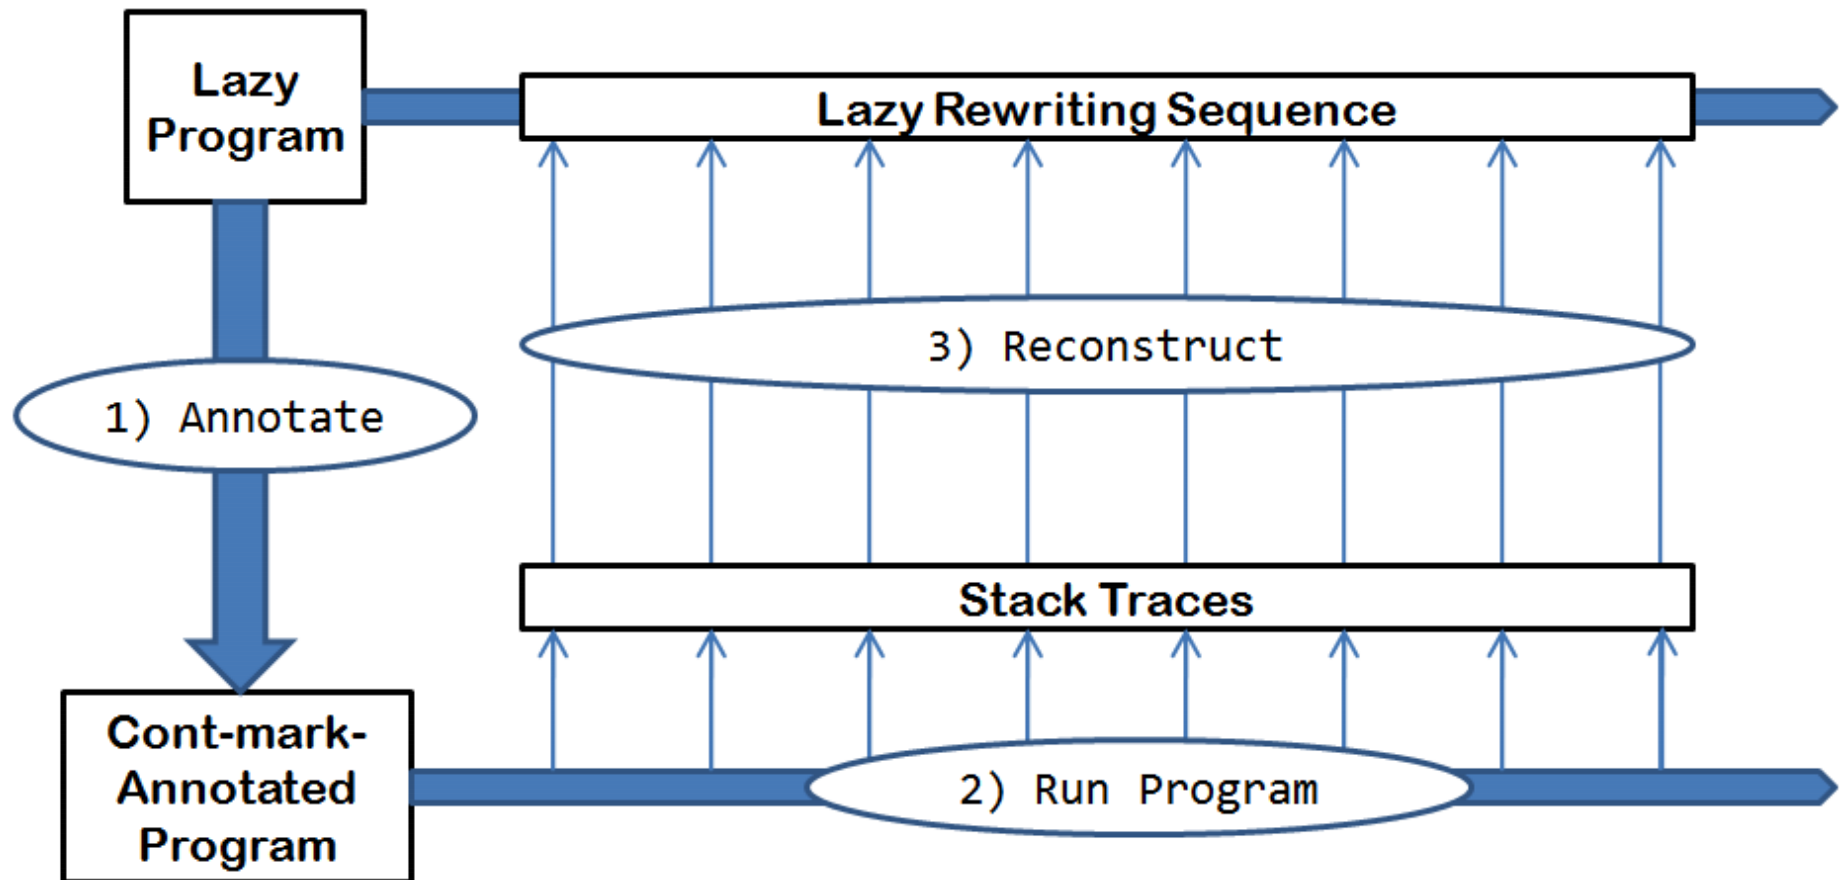 Lazy
Program
Lazy Rewriting Sequence
3) Reconstruct
1) Annotate
Stack Traces
Cont-mark-
Annotated
Program
2) Run Program